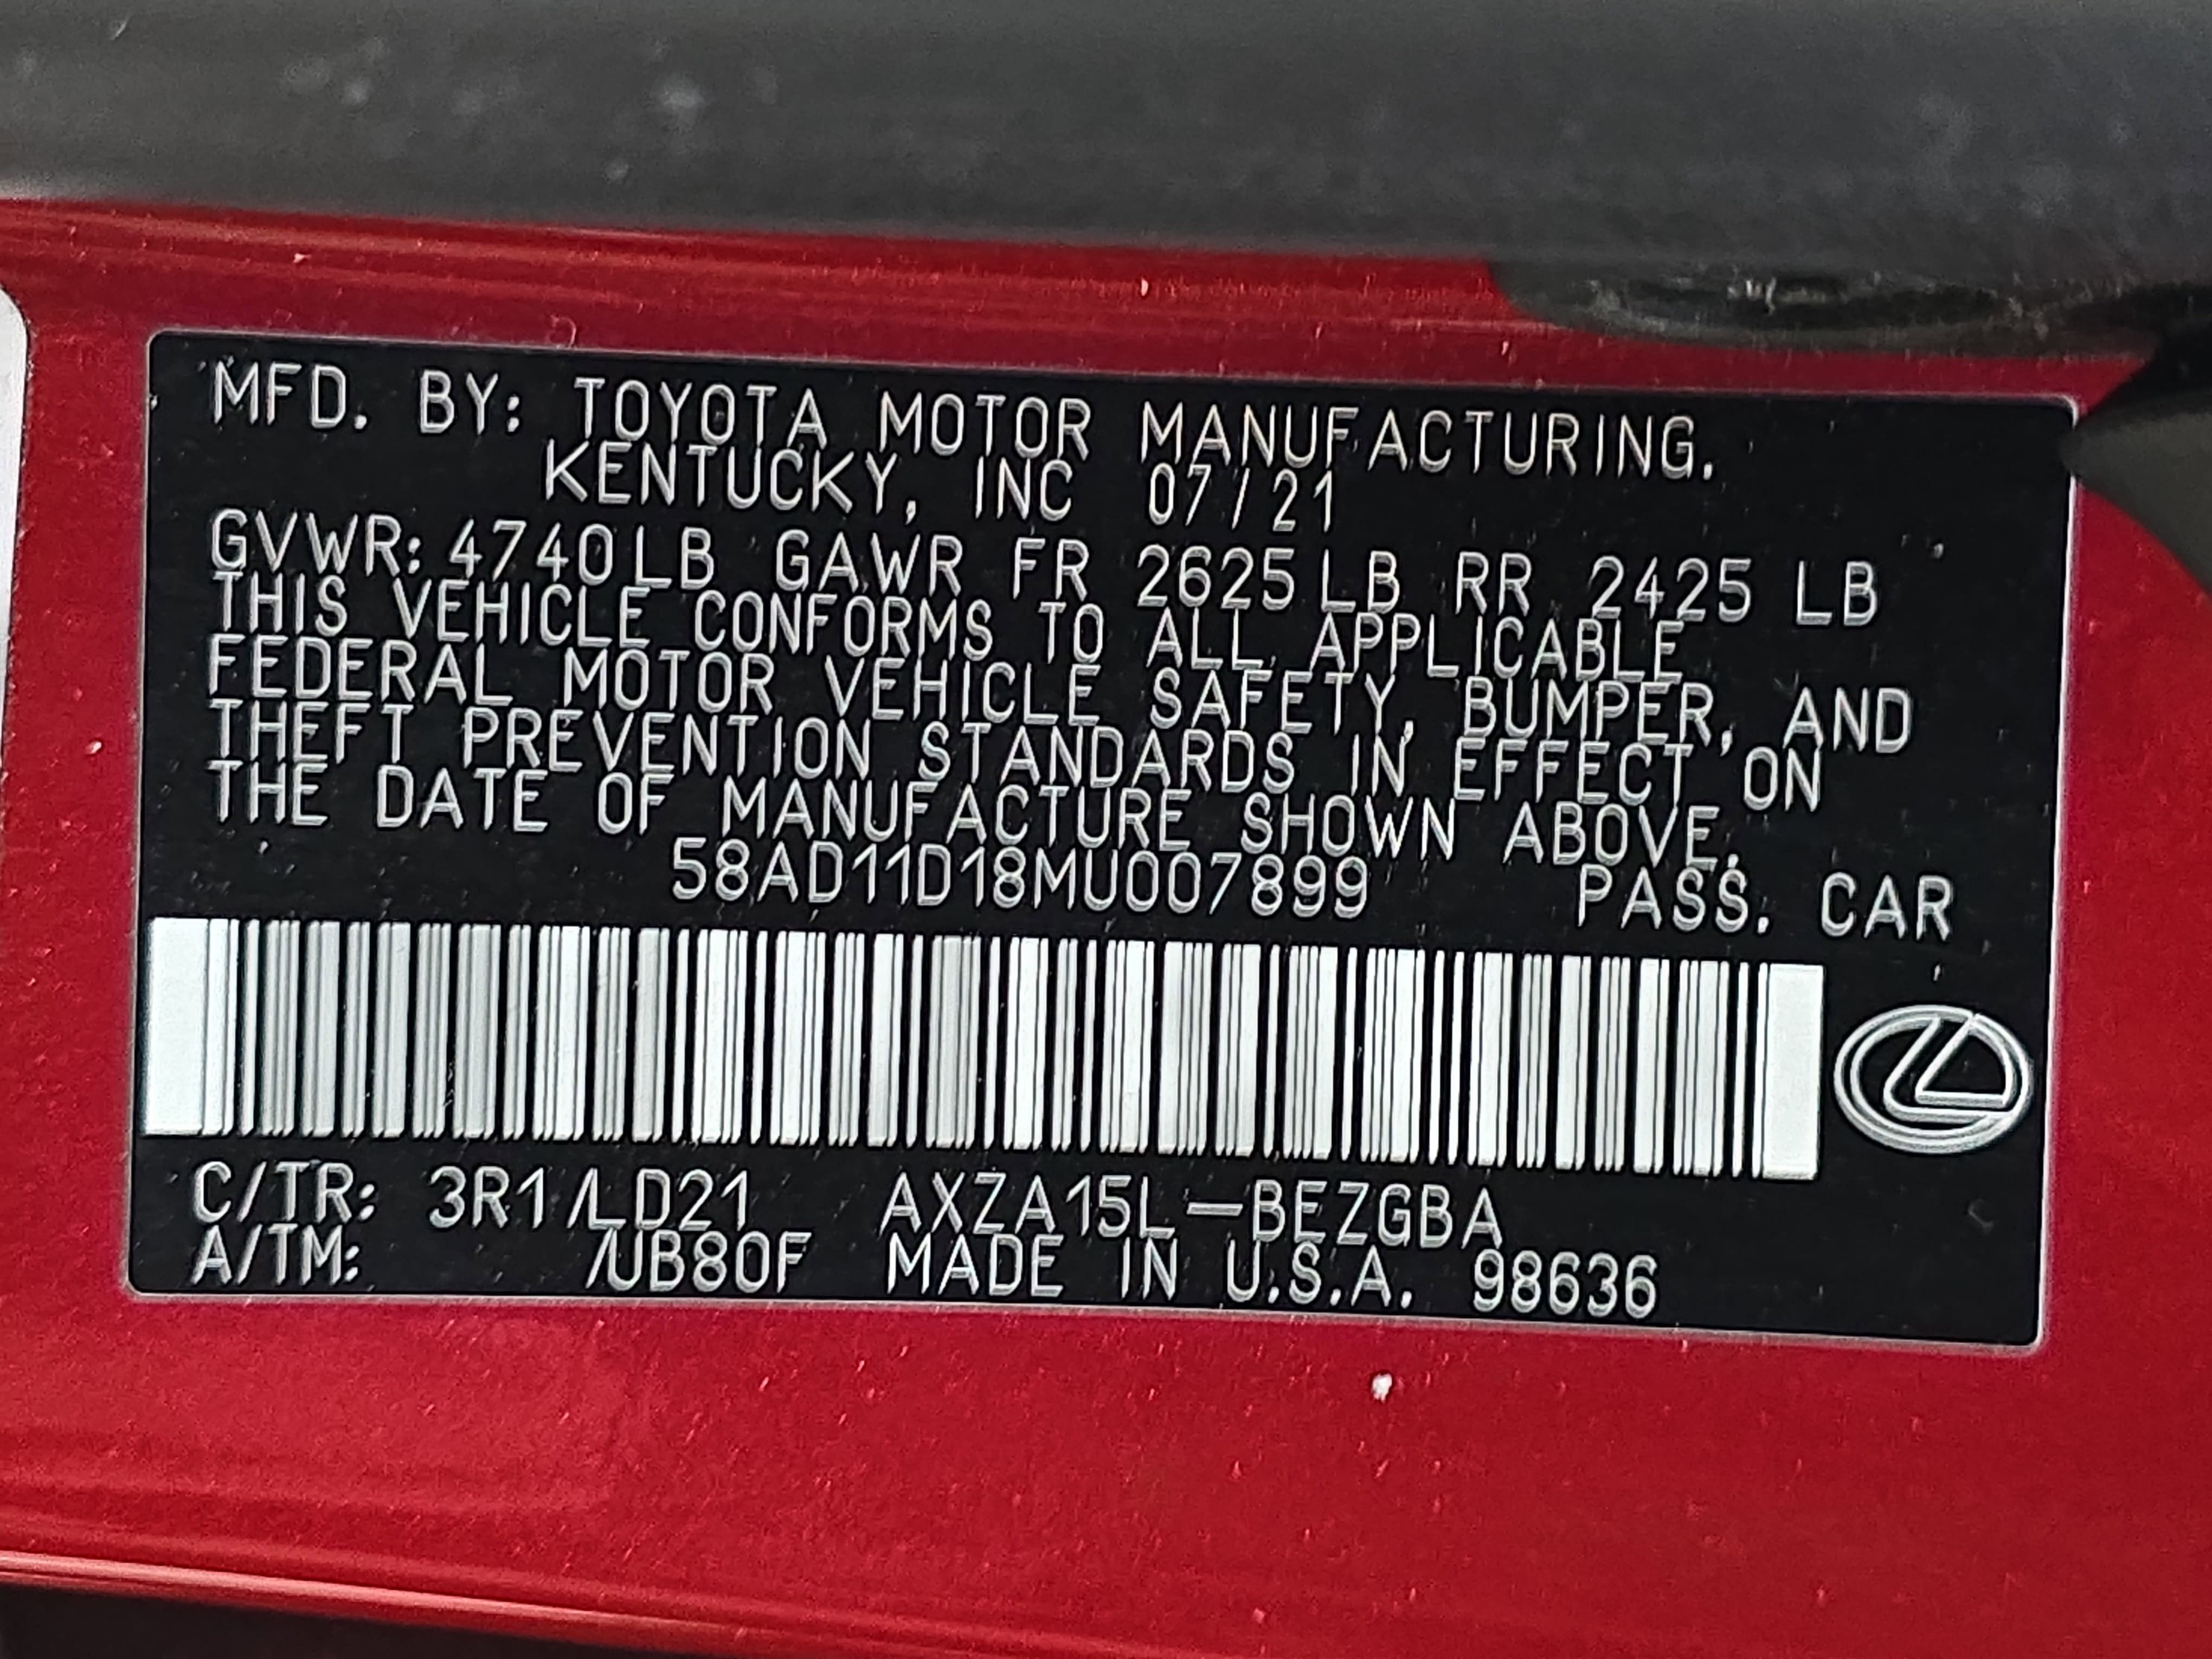 MFD. BY: TOYOTA MOTOR MANUFACTURING.
KENTUCKY, INC 07/21
GVWR: 4740LB GAWR FR 2625LB RR 2425 LB
THIS VEHICLE CONFORMS TO ALL APPLICABLE
FEDERAL MOTOR VEHICLE SAFETY, BUMPER, AND
THEFT PREVENTION STANDARDS IN EFFECT ON
THE DATE OF MANUFACTURE SHOWN ABOVE.
58AD11D18MU007899 PASS. CAR
C/TR: 3R1/LD21 AXZA15L-BEZGBA
A/TM: /UB80F MADE IN U.S.A. 98636